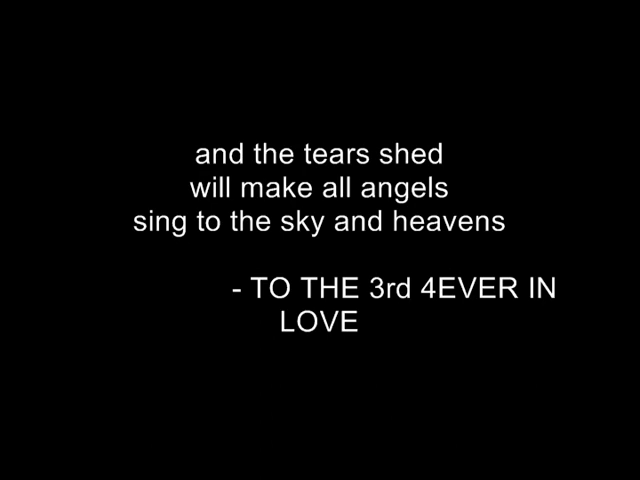 and the tears shed
will make all angels
sing to the sky and heavens
- TO THE 3rd 4EVER IN
LOVE